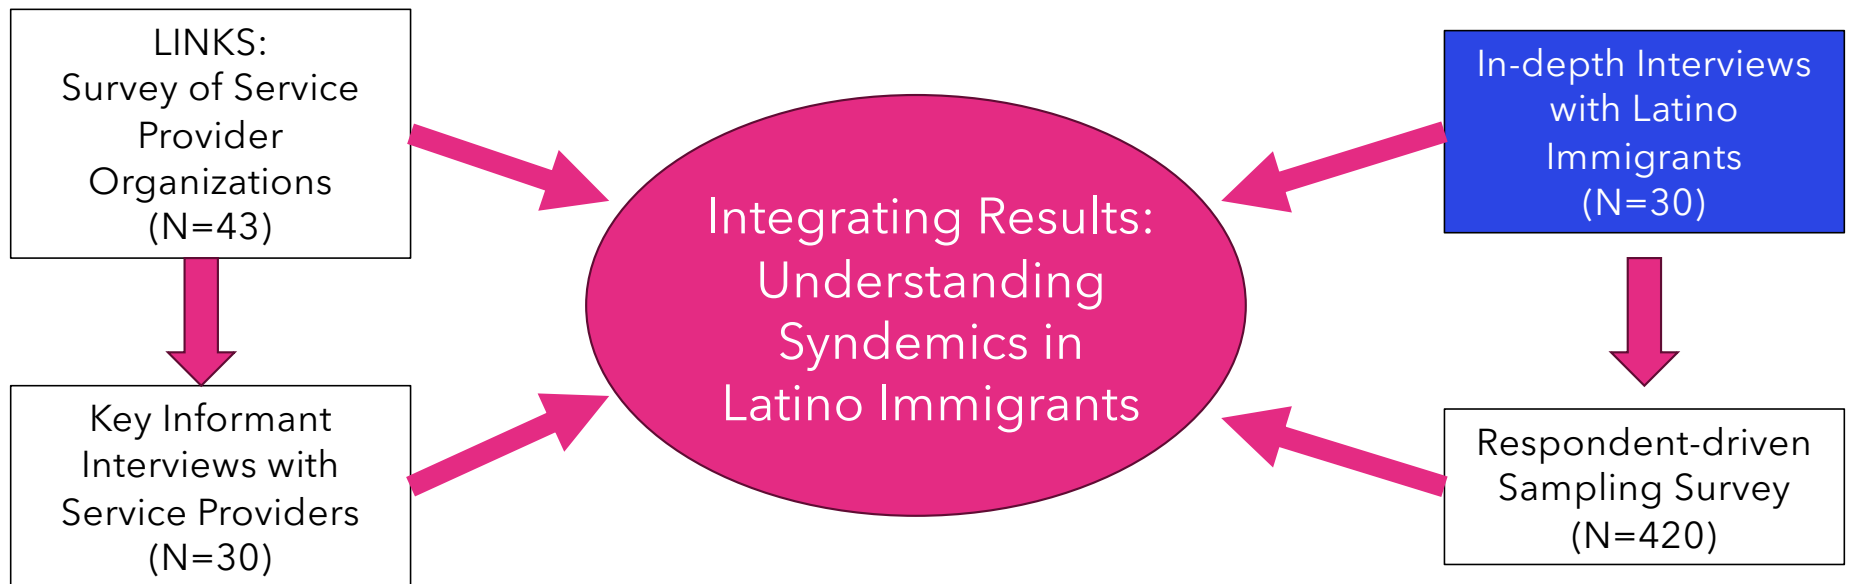 LINKS:
Survey of Service
Provider
Organizations
(N=43)
Key Informant
Interviews with
Service Providers
(N=30)
Integrating Results:
Understanding
Syndemics in
Latino Immigrants
In-depth Interviews
with Latino
Immigrants
(N=30)
Respondent-driven
Sampling Survey
(N=420)